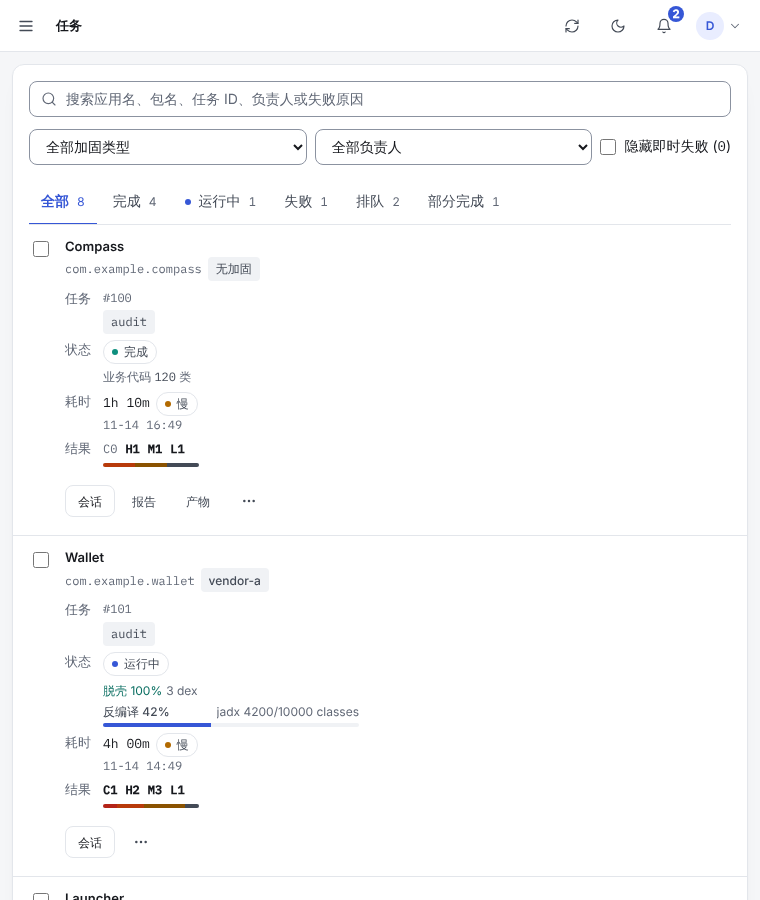 任务
2
D
搜索应用名、包名、任务 ID、负责人或失败原因
全部加固类型
全部负责人
隐藏即时失败 (0)
全部 8
完成 4
运行中 1
失败 1
排队 2
部分完成 1
Compass
com.example.compass 无加固
任务 #100
audit
状态 完成
业务代码 120 类
耗时 1h 10m 慢
11-14 16:49
结果 C0 H1 M1 L1
会话 报告 产物 ···
Wallet
com.example.wallet vendor-a
任务 #101
audit
状态 运行中
脱壳 100% 3 dex
反编译 42% jadx 4200/10000 classes
耗时 4h 00m 慢
11-14 14:49
结果 C1 H2 M3 L1
会话 ···
Launcher